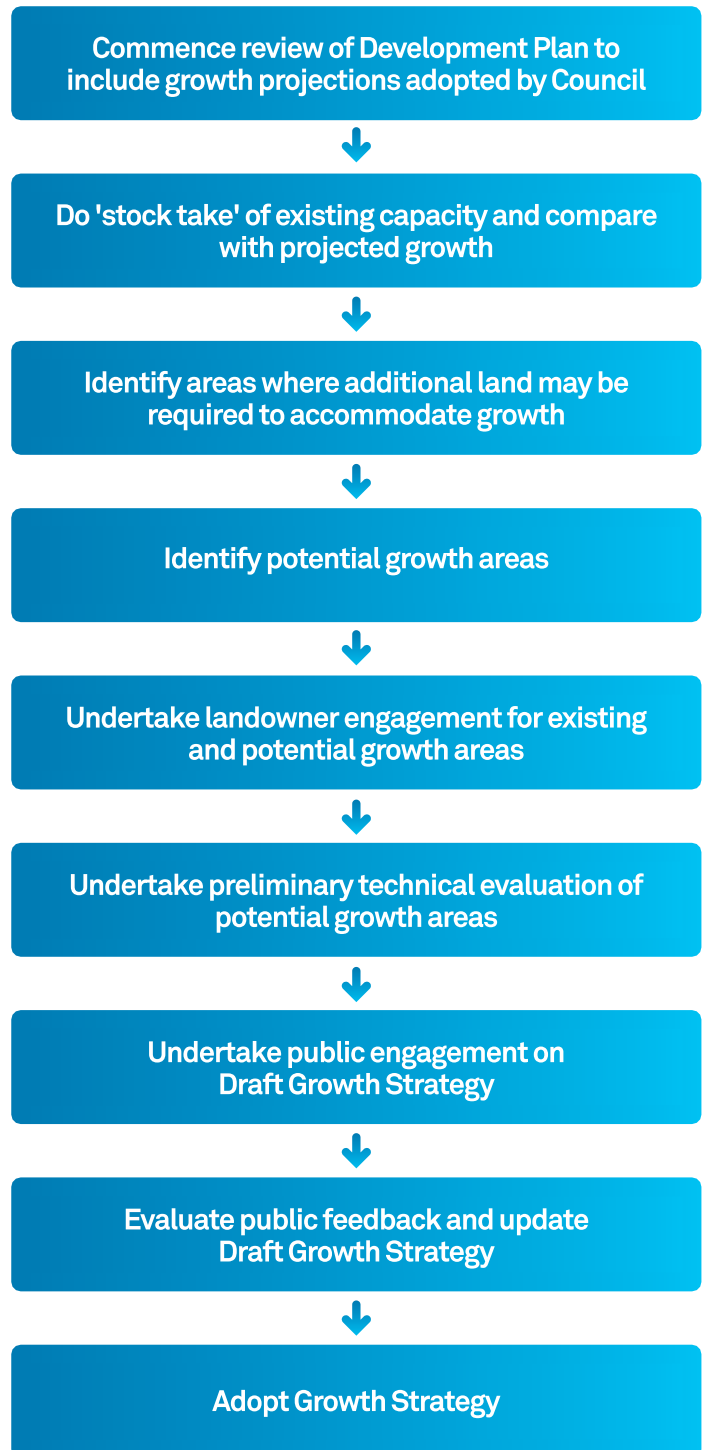 Commence review of Development Plan to
include growth projections adopted by Council
Do 'stock take' of existing capacity and compare
with projected growth
Identify areas where additional land may be
required to accommodate growth
Identify potential growth areas
Undertake landowner engagement for existing
and potential growth areas
Undertake preliminary technical evaluation of
potential growth areas
Undertake public engagement on
Draft Growth Strategy
Evaluate public feedback and update
Draft Growth Strategy
Adopt Growth Strategy